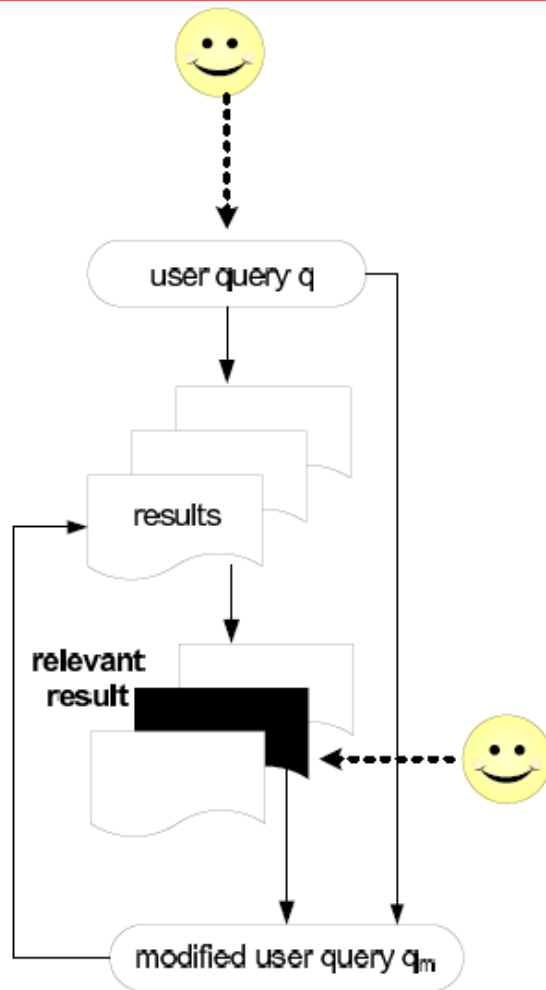 user query q
results
relevant
result
modified user query qm